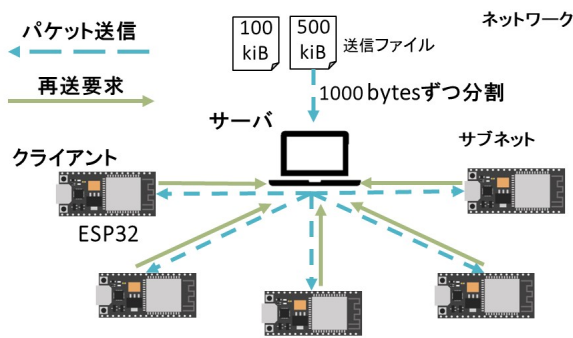 パケット送信
再送要求
100
kiB
500
kiB
送信ファイル
ネットワーク
1000 bytesずつ分割
サーバ
サブネット
クライアント
ESP32